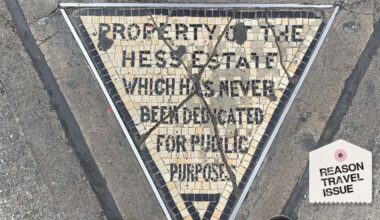 PROPERTY OF THE
HESS ESTATE
WHICH HAS NEVER
BEEN DEDICATED
FOR PUBLIC
PURPOSES
REASON
TRAVEL
ISSUE